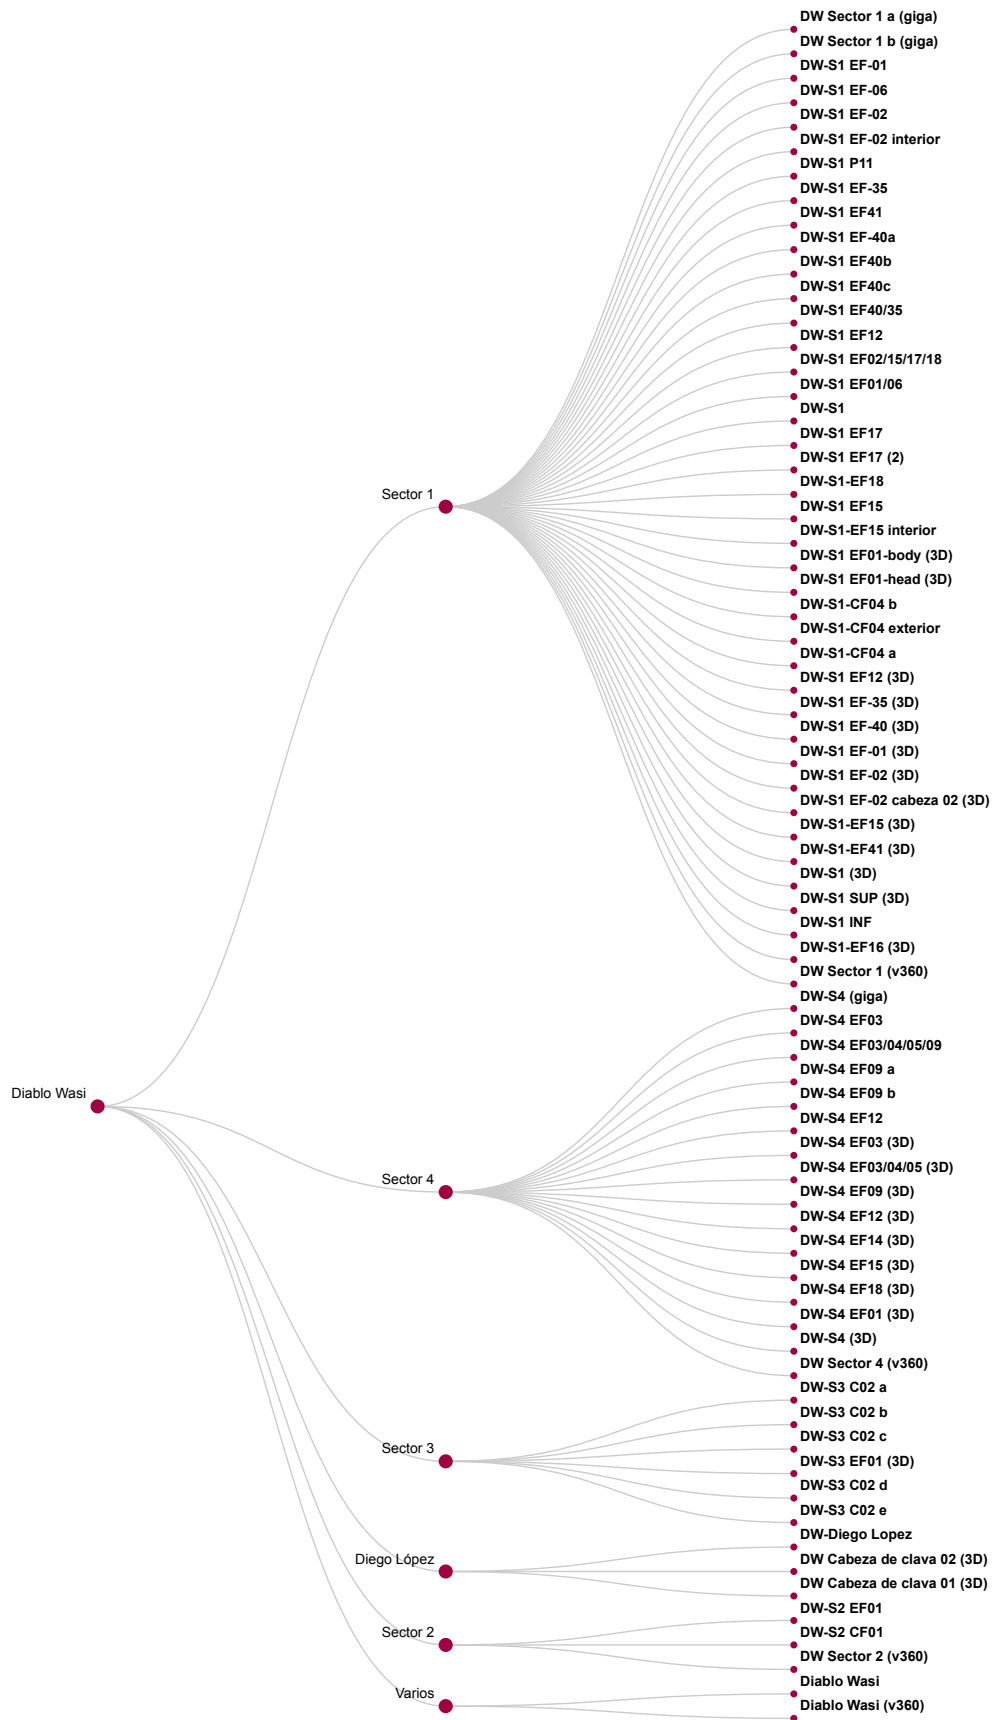 DW Sector 1 a (giga)
DW Sector 1 b (giga)
DW-S1 EF-01
DW-S1 EF-06
DW-S1 EF-02
DW-S1 EF-02 interior
DW-S1 P11
DW-S1 EF-35
DW-S1 EF41
DW-S1 EF-40a
DW-S1 EF40b
DW-S1 EF40c
DW-S1 EF40/35
DW-S1 EF12
DW-S1 EF02/15/17/18
DW-S1 EF01/06
DW-S1
DW-S1 EF17
DW-S1 EF17 (2)
DW-S1-EF18
Sector 1
DW-S1 EF15
DW-S1-EF15 interior
DW-S1 EF01-body (3D)
DW-S1 EF01-head (3D)
DW-S1-CF04 b
DW-S1-CF04 exterior
DW-S1-CF04 a
DW-S1 EF12 (3D)
DW-S1 EF-35 (3D)
DW-S1 EF-40 (3D)
DW-S1 EF-01 (3D)
DW-S1 EF-02 (3D)
DW-S1 EF-02 cabeza 02 (3D)
DW-S1-EF15 (3D)
DW-S1-EF41 (3D)
DW-S1 (3D)
DW-S1 SUP (3D)
DW-S1 INF
DW-S1-EF16 (3D)
DW Sector 1 (v360)
DW-S4 (giga)
DW-S4 EF03
DW-S4 EF03/04/05/09
DW-S4 EF09 a
Diablo Wasi
DW-S4 EF09 b
DW-S4 EF12
DW-S4 EF03 (3D)
DW-S4 EF03/04/05 (3D)
Sector 4
DW-S4 EF09 (3D)
DW-S4 EF12 (3D)
DW-S4 EF14 (3D)
DW-S4 EF15 (3D)
DW-S4 EF18 (3D)
DW-S4 EF01 (3D)
DW-S4 (3D)
DW Sector 4 (v360)
DW-S3 C02 a
DW-S3 C02 b
DW-S3 C02 c
Sector 3
DW-S3 EF01 (3D)
DW-S3 C02 d
DW-S3 C02 e
DW-Diego Lopez
Diego López
DW Cabeza de clava 02 (3D)
DW Cabeza de clava 01 (3D)
DW-S2 EF01
Sector 2
DW-S2 CF01
DW Sector 2 (v360)
Diablo Wasi
Varios
Diablo Wasi (v360)